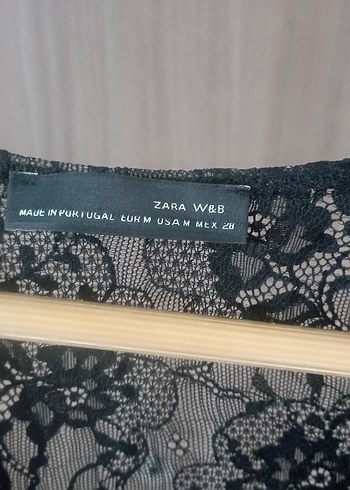 ZARA W&B
MADE IN PORTUGAL EUR M USA M MEX 28